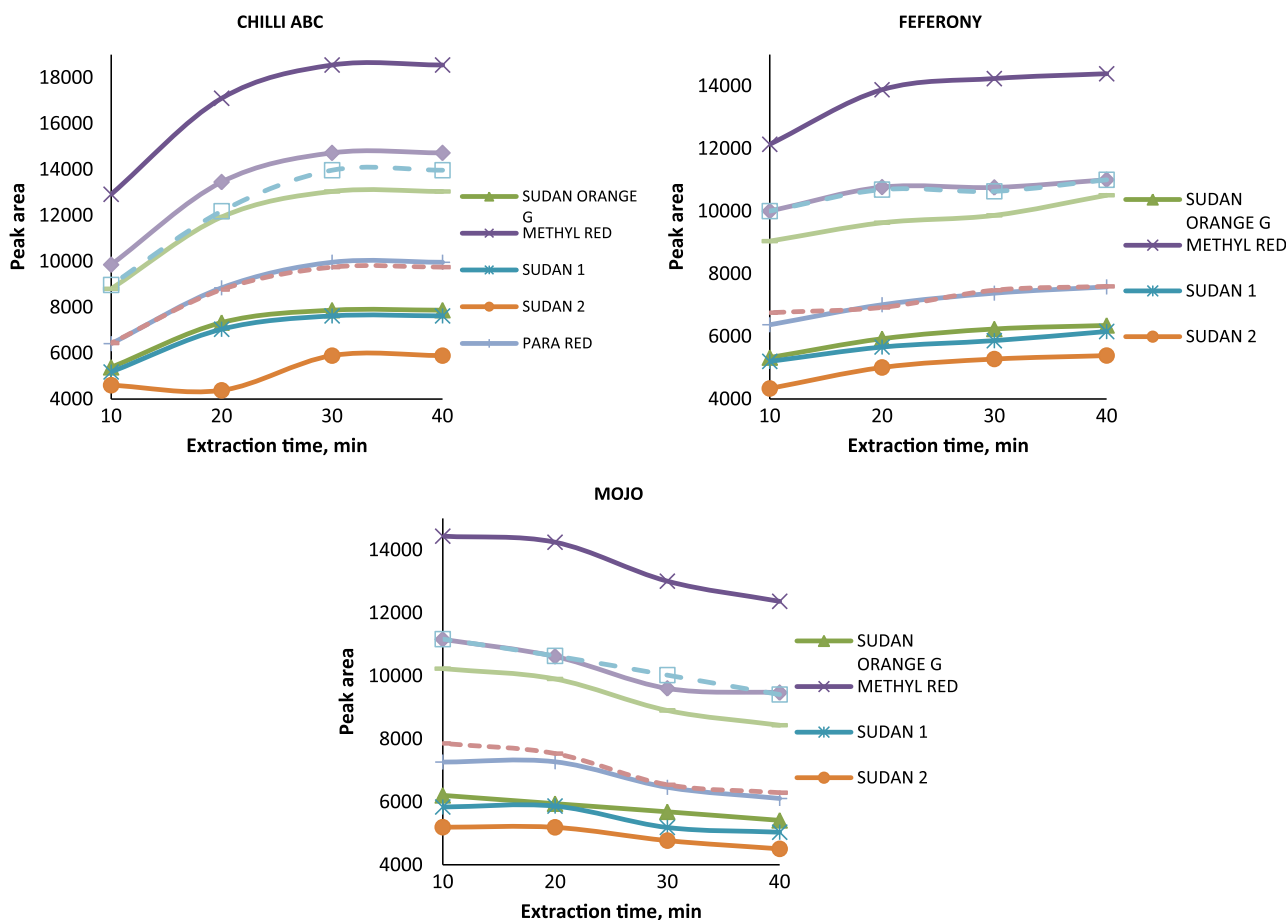 CHILLI ABC
Peak area
18000
16000
14000
12000
10000
8000
6000
4000
10 20 30 40
Extraction time, min
SUDAN ORANGE
G
METHYL RED
SUDAN 1
SUDAN 2
PARA RED
FEFERONY
Peak area
14000
12000
10000
8000
6000
4000
10 20 30 40
Extraction time, min
SUDAN
ORANGE G
METHYL RED
SUDAN 1
SUDAN 2
MOJO
Peak area
14000
12000
10000
8000
6000
4000
10 20 30 40
Extraction time, min
SUDAN
ORANGE G
METHYL RED
SUDAN 1
SUDAN 2